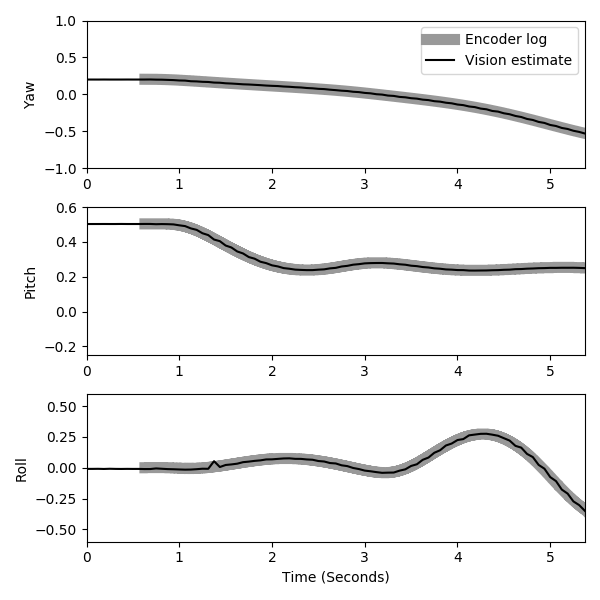 1.0
0.5
0.0
−0.5
−1.0
Yaw
Encoder log
Vision estimate
0 1 2 3 4 5
0.6
0.4
0.2
0.0
−0.2
Pitch
0 1 2 3 4 5
0.50
0.25
0.00
−0.25
−0.50
Roll
0 1 2 3 4 5
Time (Seconds)